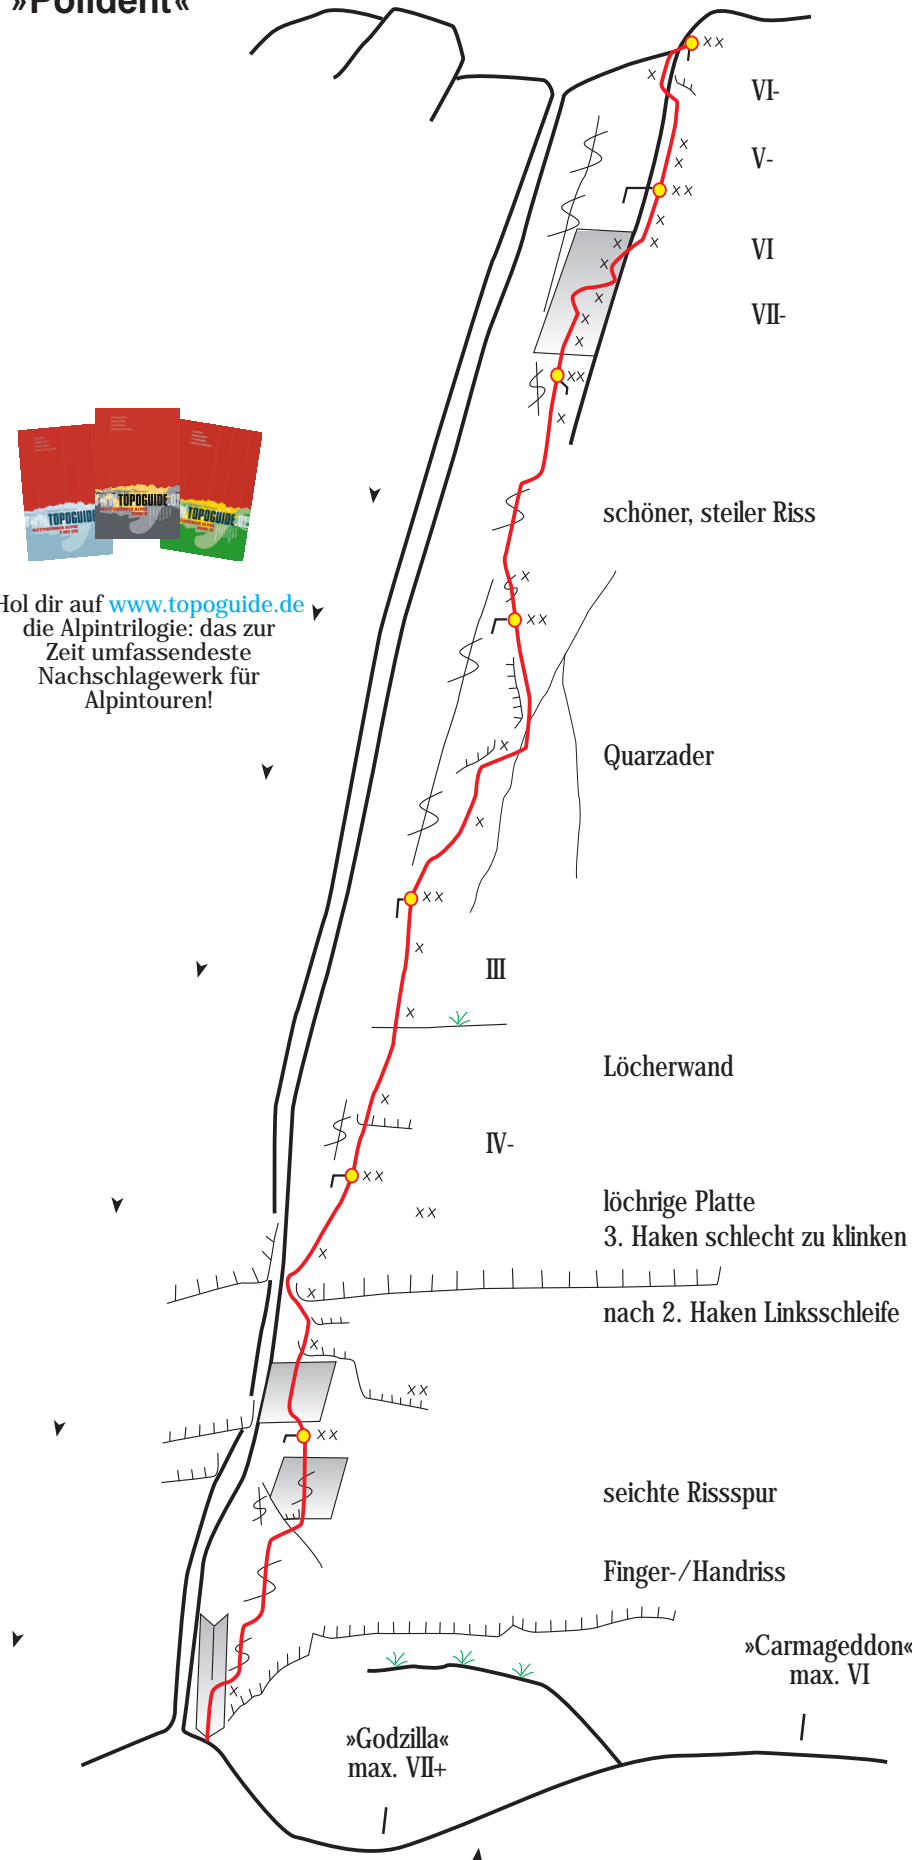 »Polident«
VI-
V-
VI
VII-
schöner, steiler Riss
TOPOGUIDE
TOPOGUIDE
TOPOGUIDE
Hol dir auf www.topoguide.de
die Alpintrilogie: das zur
Zeit umfassendeste
Nachschlagewerk für
Alpintouren!
Quarzader
III
Löcherwand
IV-
löchrige Platte
3. Haken schlecht zu klinken
nach 2. Haken Linksschleife
seichte Rissspur
Finger-/Handriss
»Carmageddon«
max. VI
»Godzilla«
max. VII+